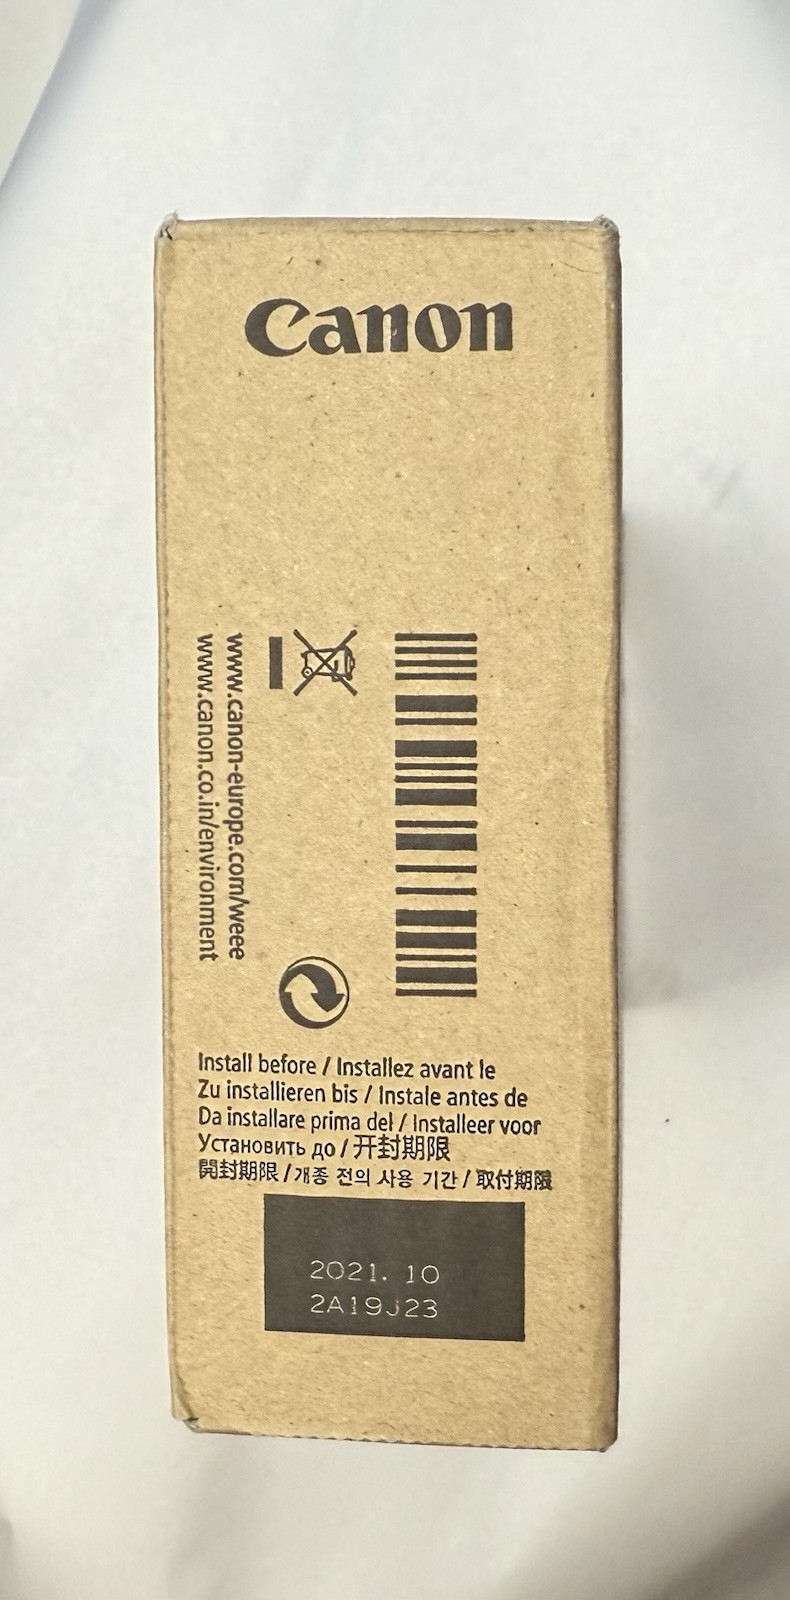 Canon
www.canon-europe.com/weee
www.canon.co.in/environment
Install before / Installez avant le
Zu installieren bis / Instale antes de
Da installare prima del / Installeer voor
Установить до / 开封期限
開封期限 / 개종 전의 사용 기간 / 取付期限
2021. 10
2A19J23